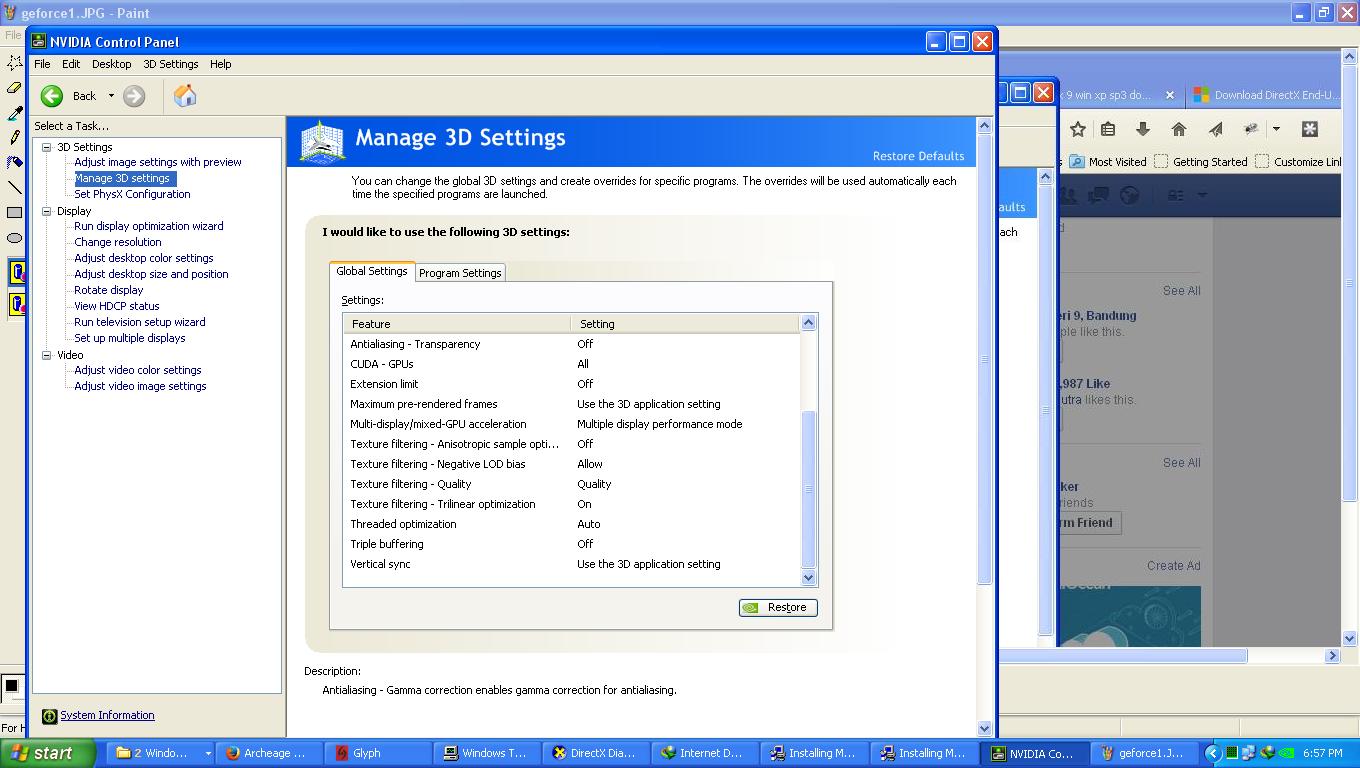 geforce1.JPG - Paint
File
NVIDIA Control Panel
File Edit Desktop 3D Settings Help
Back
Select a Task...
3D Settings
Adjust image settings with preview
Manage 3D settings
Set PhysX Configuration
Display
Run display optimization wizard
Change resolution
Adjust desktop color settings
Adjust desktop size and position
Rotate display
View HDCP status
Run television setup wizard
Set up multiple displays
Video
Adjust video color settings
Adjust video image settings
System Information
Manage 3D Settings
Restore Defaults
You can change the global 3D settings and create overrides for specific programs. The overrides will be used automatically each
time the specified programs are launched.
I would like to use the following 3D settings:
Global Settings Program Settings
Settings:
Feature Setting
Antialiasing - Transparency Off
CUDA - GPUs All
Extension limit Off
Maximum pre-rendered frames Use the 3D application setting
Multi-display/mixed-GPU acceleration Multiple display performance mode
Texture filtering - Anisotropic sample opti... Off
Texture filtering - Negative LOD bias Allow
Texture filtering - Quality Quality
Texture filtering - Trilinear optimization On
Threaded optimization Auto
Triple buffering Off
Vertical sync Use the 3D application setting
Restore
Description:
Antialiasing - Gamma correction enables gamma correction for antialiasing.
9 win xp sp3 do... Download DirectX End-U...
Most Visited Getting Started Customize Lin
aults
ach
See All
eri 9, Bandung
ple like this.
,987 Like
utra likes this.
See All
ker
riends
rm Friend
Create Ad
For H
start 2 Windo... Archeage ... Glyph Windows T... DirectX Dia... Internet D... Installing M... Installing M... NVIDIA Co... geforce1.J... 6:57 PM